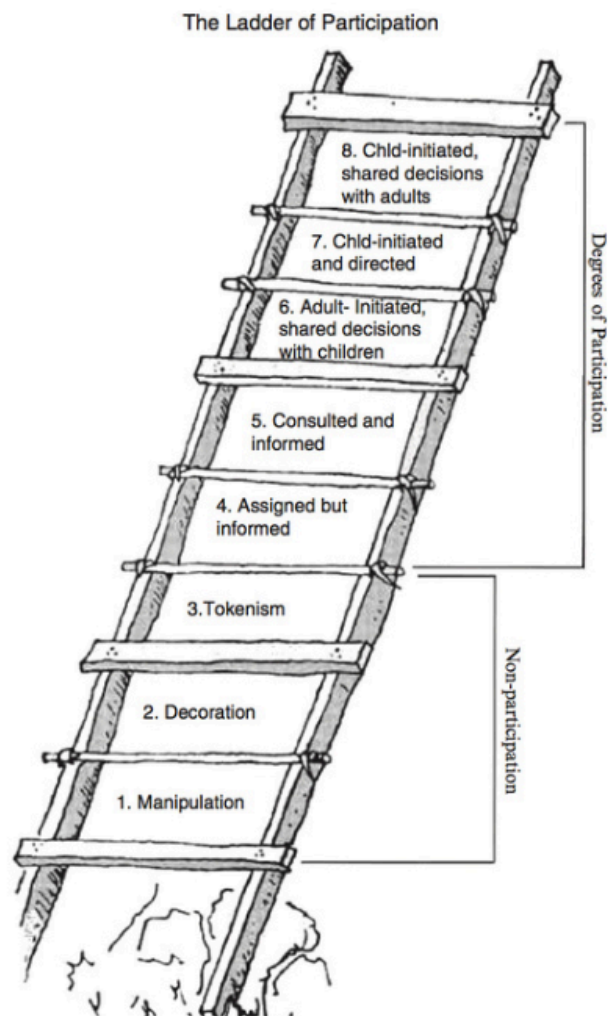 The Ladder of Participation
8. Chld-initiated,
shared decisions
with adults
7. Chld-initiated
and directed
6. Adult- Initiated,
shared decisions
with children
5. Consulted and
informed
4. Assigned but
informed
3.Tokenism
2. Decoration
1. Manipulation
Degrees of Participation
Non-participation